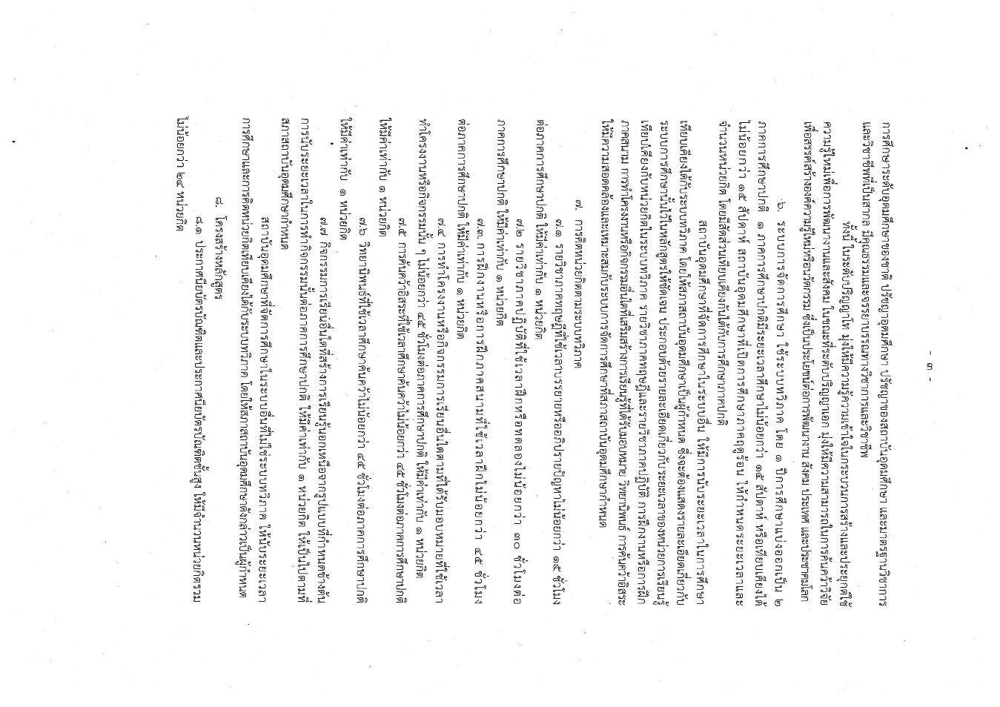 - ๓ -
การศึกษาระดับอุดมศึกษาของชาติ ปรัชญาอุดมศึกษา ปรัชญาของสถาบันอุดมศึกษา และมาตรฐานวิชาการ
และวิชาชีพที่เป็นสากล มีคุณธรรมและจรรยาบรรณทางวิชาการและวิชาชีพ
ทั้งนี้ ในระดับปริญญาโท มุ่งให้มีความรู้ความเข้าใจในกระบวนการสร้างและประยุกต์ใช้
ความรู้ใหม่เพื่อการพัฒนางานและสังคม ในขณะที่ระดับปริญญาเอก มุ่งให้มีความสามารถในการค้นคว้าวิจัย
เพื่อสรรค์สร้างองค์ความรู้ใหม่หรือนวัตกรรม ซึ่งเป็นประโยชน์ต่อการพัฒนางาน สังคม ประเทศ และประชาคมโลก
๖. ระบบการจัดการศึกษา ใช้ระบบทวิภาค โดย ๑ ปีการศึกษาแบ่งออกเป็น ๒
ภาคการศึกษาปกติ ๑ ภาคการศึกษาปกติมีระยะเวลาศึกษาไม่น้อยกว่า ๑๕ สัปดาห์ หรือเทียบเคียงได้
ไม่น้อยกว่า ๑๕ สัปดาห์ สถาบันอุดมศึกษาที่เปิดการศึกษาภาคฤดูร้อน ให้กำหนดระยะเวลาและ
จำนวนหน่วยกิต โดยมีสัดส่วนเทียบเคียงกันได้กับการศึกษาภาคปกติ
สถาบันอุดมศึกษาที่จัดการศึกษาในระบบอื่น ให้มีการนับระยะเวลาในการศึกษา
เทียบเคียงได้กับระบบทวิภาค โดยให้สภาสถาบันอุดมศึกษาเป็นผู้กำหนด ซึ่งจะต้องแสดงรายละเอียดเกี่ยวกับ
ระบบการศึกษานั้นไว้ในหลักสูตรให้ชัดเจน ประกอบด้วยรายละเอียดเกี่ยวกับ ระยะเวลาของหน่วยการเรียนรู้
เทียบเคียงกับหน่วยกิตในระบบทวิภาค รายวิชาภาคทฤษฎีและรายวิชาภาคปฏิบัติ การฝึกงานหรือการฝึก
ภาคสนาม การทำโครงงานหรือกิจกรรมอื่นใดที่เสริมสร้างการเรียนรู้ที่ได้รับมอบหมาย วิทยานิพนธ์ การค้นคว้าอิสระ
ให้มีความสอดคล้องและเหมาะสมกับระบบการจัดการศึกษาที่สภาสถาบันอุดมศึกษากำหนด
๗. การคิดหน่วยกิตตามระบบทวิภาค
๗.๑ รายวิชาภาคทฤษฎีที่ใช้เวลาบรรยายหรืออภิปรายปัญหาไม่น้อยกว่า ๑๕ ชั่วโมง
ต่อภาคการศึกษาปกติ ให้มีค่าเท่ากับ ๑ หน่วยกิต
๗.๒ รายวิชาภาคปฏิบัติที่ใช้เวลาฝึกหรือทดลองไม่น้อยกว่า ๓๐ ชั่วโมงต่อ
ภาคการศึกษาปกติ ให้มีค่าเท่ากับ ๑ หน่วยกิต
๗.๓. การฝึกงานหรือการฝึกภาคสนามที่ใช้เวลาฝึกไม่น้อยกว่า ๔๕ ชั่วโมง
ต่อภาคการศึกษาปกติ ให้มีค่าเท่ากับ ๑ หน่วยกิต
๗.๔ การทำโครงงานหรือกิจกรรมการเรียนอื่นใดตามที่ได้รับมอบหมายที่ใช้เวลา
ทำโครงงานหรือกิจกรรมนั้น ๆ ไม่น้อยกว่า ๔๕ ชั่วโมงต่อภาคการศึกษาปกติ ให้มีค่าเท่ากับ ๑ หน่วยกิต
๗.๕ การค้นคว้าอิสระที่ใช้เวลาศึกษาค้นคว้าไม่น้อยกว่า ๔๕ ชั่วโมงต่อภาคการศึกษาปกติ
ให้มีค่าเท่ากับ ๑ หน่วยกิต
๗.๖ วิทยานิพนธ์ที่ใช้เวลาศึกษาค้นคว้าไม่น้อยกว่า ๔๕ ชั่วโมงต่อภาคการศึกษาปกติ
ให้มีค่าเท่ากับ ๑ หน่วยกิต
๗.๗ กิจกรรมการเรียนอื่นใดที่สร้างการเรียนรู้นอกเหนือจากรูปแบบที่กำหนดข้างต้น
การนับระยะเวลาในการทำกิจกรรมนั้นต่อภาคการศึกษาปกติ ให้มีค่าเท่ากับ ๑ หน่วยกิต ให้เป็นไปตามที่
สภาสถาบันอุดมศึกษากำหนด
สถาบันอุดมศึกษาที่จัดการศึกษาในระบบอื่นที่ไม่ใช่ระบบทวิภาค ให้นับระยะเวลา
การศึกษาและการคิดหน่วยกิตเทียบเคียงได้กับระบบทวิภาค โดยให้สภาสถาบันอุดมศึกษาดังกล่าวเป็นผู้กำหนด
๘. โครงสร้างหลักสูตร
๘.๑ ประกาศนียบัตรบัณฑิตและประกาศนียบัตรบัณฑิตชั้นสูง ให้มีจำนวนหน่วยกิตรวม
ไม่น้อยกว่า ๒๔ หน่วยกิต